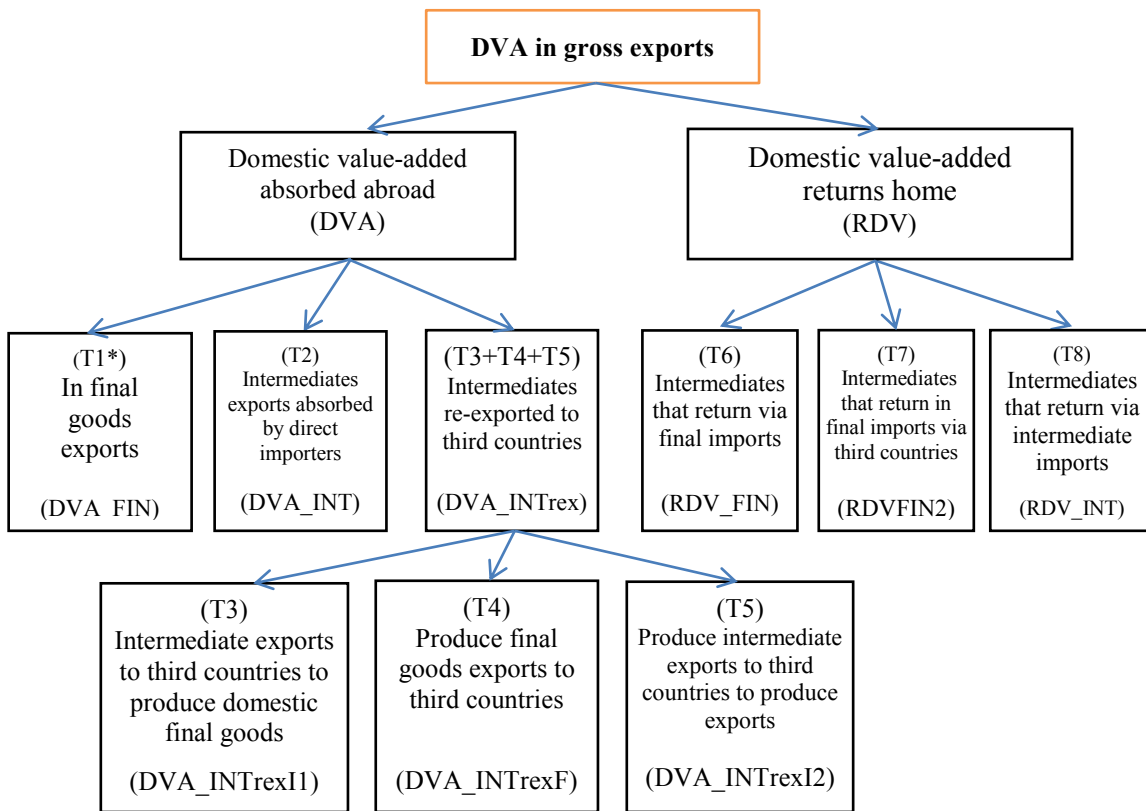 DVA in gross exports
Domestic value-added
absorbed abroad
(DVA)
Domestic value-added
returns home
(RDV)
(T1*)
In final
goods
exports
(DVA_FIN)
(T2)
Intermediates
exports absorbed
by direct
importers
(DVA_INT)
(T3+T4+T5)
Intermediates
re-exported to
third countries
(DVA_INTrex)
(T6)
Intermediates
that return via
final imports
(RDV_FIN)
(T7)
Intermediates
that return in
final imports via
third countries
(RDVFIN2)
(T8)
Intermediates
that return via
intermediate
imports
(RDV_INT)
(T3)
Intermediate exports
to third countries to
produce domestic
final goods
(DVA_INTrexI1)
(T4)
Produce final
goods exports to
third countries
(DVA_INTrexF)
(T5)
Produce intermediate
exports to third
countries to produce
exports
(DVA_INTrexI2)